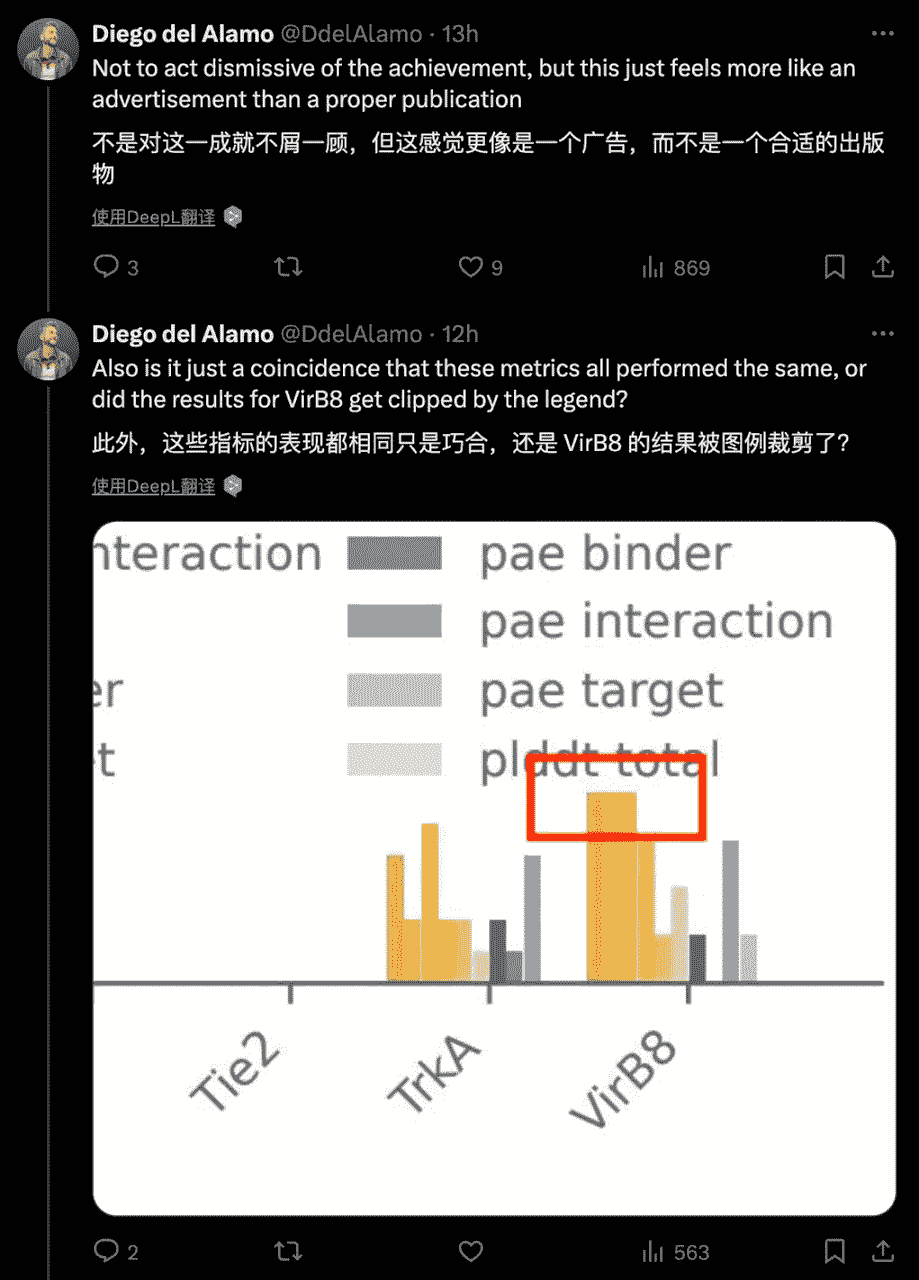 Diego del Alamo @DdelAlamo · 13h
Not to act dismissive of the achievement, but this just feels more like an
advertisement than a proper publication
不是对这一成就不屑一顾，但这感觉更像是一个广告，而不是一个合适的出版
物
使用DeepL翻译
3 9 869
Diego del Alamo @DdelAlamo · 12h
Also is it just a coincidence that these metrics all performed the same, or
did the results for VirB8 get clipped by the legend?
此外，这些指标的表现都相同只是巧合，还是 VirB8 的结果被图例裁剪了？
使用DeepL翻译
nteraction pae binder
pae interaction
er pae target
t plddt total
Tie2 TrkA VirB8
2 563